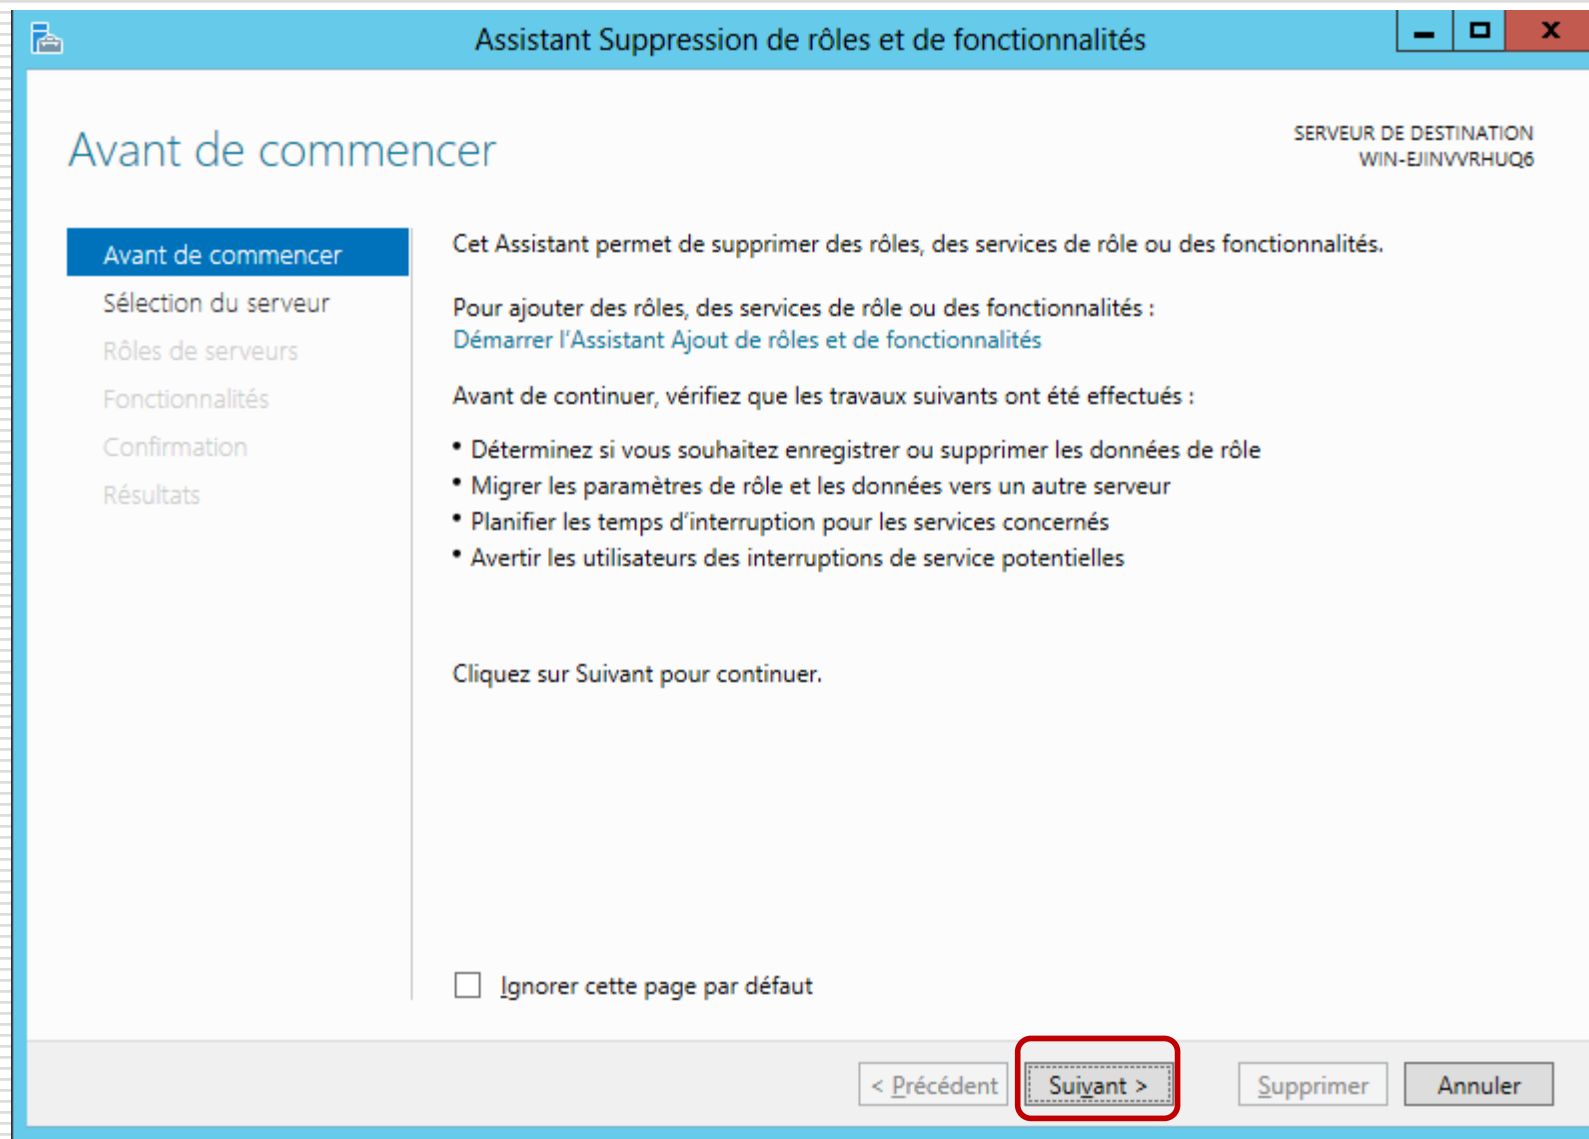 Assistant Suppression de rôles et de fonctionnalités
X
Avant de commencer
SERVEUR DE DESTINATION
WIN-EJINVVRHUQ6
Avant de commencer
Sélection du serveur
Rôles de serveurs
Fonctionnalités
Confirmation
Résultats
Cet Assistant permet de supprimer des rôles, des services de rôle ou des fonctionnalités.
Pour ajouter des rôles, des services de rôle ou des fonctionnalités :
Démarrer l'Assistant Ajout de rôles et de fonctionnalités
Avant de continuer, vérifiez que les travaux suivants ont été effectués :
• Déterminez si vous souhaitez enregistrer ou supprimer les données de rôle
• Migrer les paramètres de rôle et les données vers un autre serveur
• Planifier les temps d'interruption pour les services concernés
• Avertir les utilisateurs des interruptions de service potentielles
Cliquez sur Suivant pour continuer.
Ignorer cette page par défaut
< Précédent
Suivant >
Supprimer
Annuler